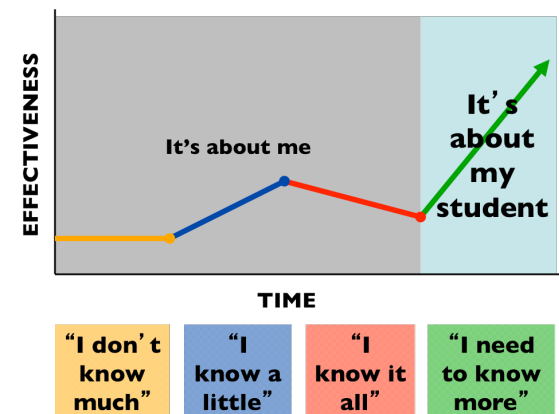 EFFECTIVENESS
It's about me
It’s
about
my
student
TIME
“I don’t
know
much”
“I
know a
little”
“I
know it
all”
“I need
to know
more”